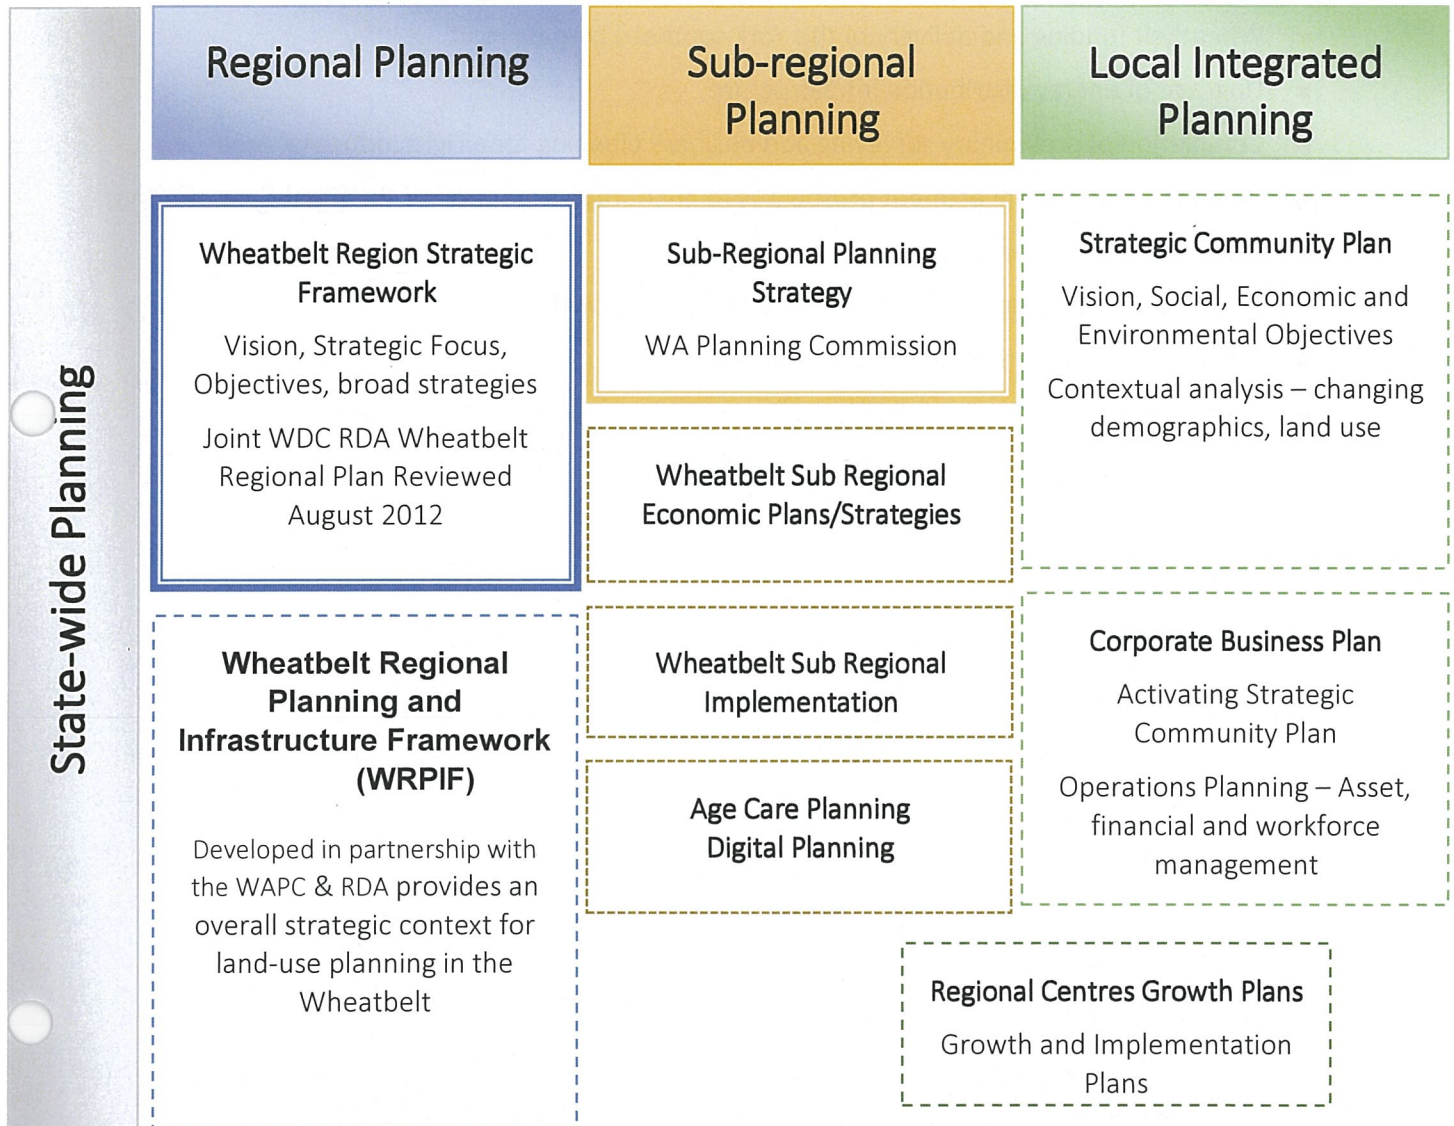 State-wide Planning
Regional Planning
Wheatbelt Region Strategic
Framework
Vision, Strategic Focus,
Objectives, broad strategies
Joint WDC RDA Wheatbelt
Regional Plan Reviewed
August 2012
Wheatbelt Regional
Planning and
Infrastructure Framework
(WRPIF)
Developed in partnership with
the WAPC & RDA provides an
overall strategic context for
land-use planning in the
Wheatbelt
Sub-regional
Planning
Sub-Regional Planning
Strategy
WA Planning Commission
Wheatbelt Sub Regional
Economic Plans/Strategies
Wheatbelt Sub Regional
Implementation
Age Care Planning
Digital Planning
Local Integrated
Planning
Strategic Community Plan
Vision, Social, Economic and
Environmental Objectives
Contextual analysis – changing
demographics, land use
Corporate Business Plan
Activating Strategic
Community Plan
Operations Planning – Asset,
financial and workforce
management
Regional Centres Growth Plans
Growth and Implementation
Plans